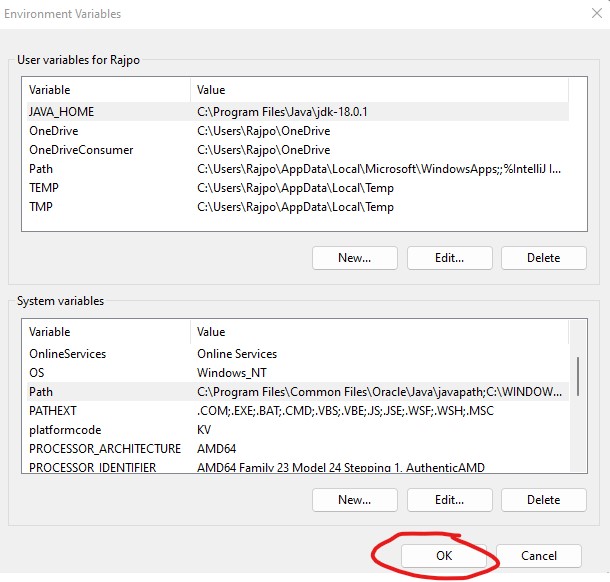 Environment Variables
User variables for Rajpo
Variable Value
JAVA_HOME C:\Program Files\Java\jdk-18.0.1
OneDrive C:\Users\Rajpo\OneDrive
OneDriveConsumer C:\Users\Rajpo\OneDrive
Path C:\Users\Rajpo\AppData\Local\Microsoft\WindowsApps;;%IntelliJ I...
TEMP C:\Users\Rajpo\AppData\Local\Temp
TMP C:\Users\Rajpo\AppData\Local\Temp
New... Edit... Delete
System variables
Variable Value
OnlineServices Online Services
OS Windows_NT
Path C:\Program Files\Common Files\Oracle\Java\javapath;C:\WINDOW...
PATHEXT .COM;.EXE;.BAT;.CMD;.VBS;.VBE;.JS;.JSE;.WSF;.WSH;.MSC
platformcode KV
PROCESSOR_ARCHITECTURE AMD64
PROCESSOR_IDENTIFIER AMD64 Family 23 Model 24 Stepping 1, AuthenticAMD
New... Edit... Delete
OK Cancel